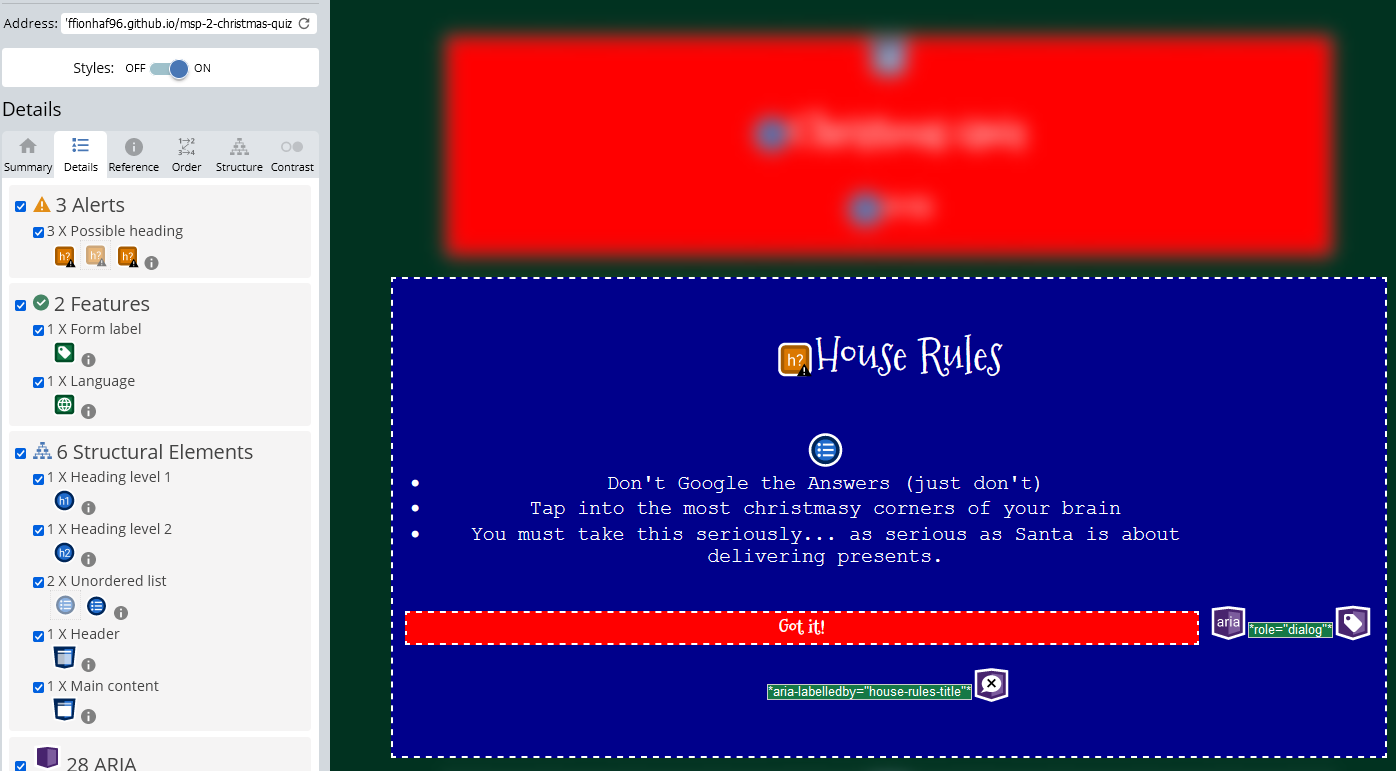 Address: 'ffionhaf96.github.io/msp-2-christmas-quiz
Styles: OFF ON
Details
Summary Details Reference Order Structure Contrast
1⇄2
3→4
3 Alerts
3 X Possible heading
h? h? h?
2 Features
1 X Form label
1 X Language
6 Structural Elements
1 X Heading level 1
h1
1 X Heading level 2
h2
2 X Unordered list
1 X Header
1 X Main content
28 ARIA
h? House Rules
Don't Google the Answers (just don't)
Tap into the most christmasy corners of your brain
You must take this seriously... as serious as Santa is about
delivering presents.
Got it!
aria *role="dialog"*
*aria-labelledby="house-rules-title"*